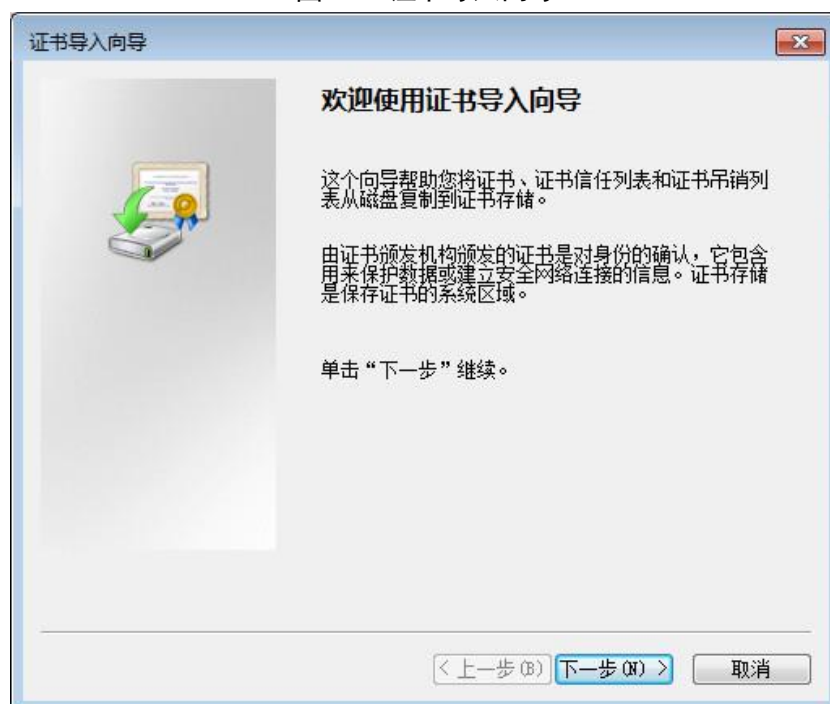 证书导入向导
欢迎使用证书导入向导
这个向导帮助您将证书、证书信任列表和证书吊销列
表从磁盘复制到证书存储。
由证书颁发机构颁发的证书是对身份的确认，它包含
用来保护数据或建立安全网络连接的信息。证书存储
是保存证书的系统区域。
单击“下一步”继续。
< 上一步(B) 下一步(N) > 取消